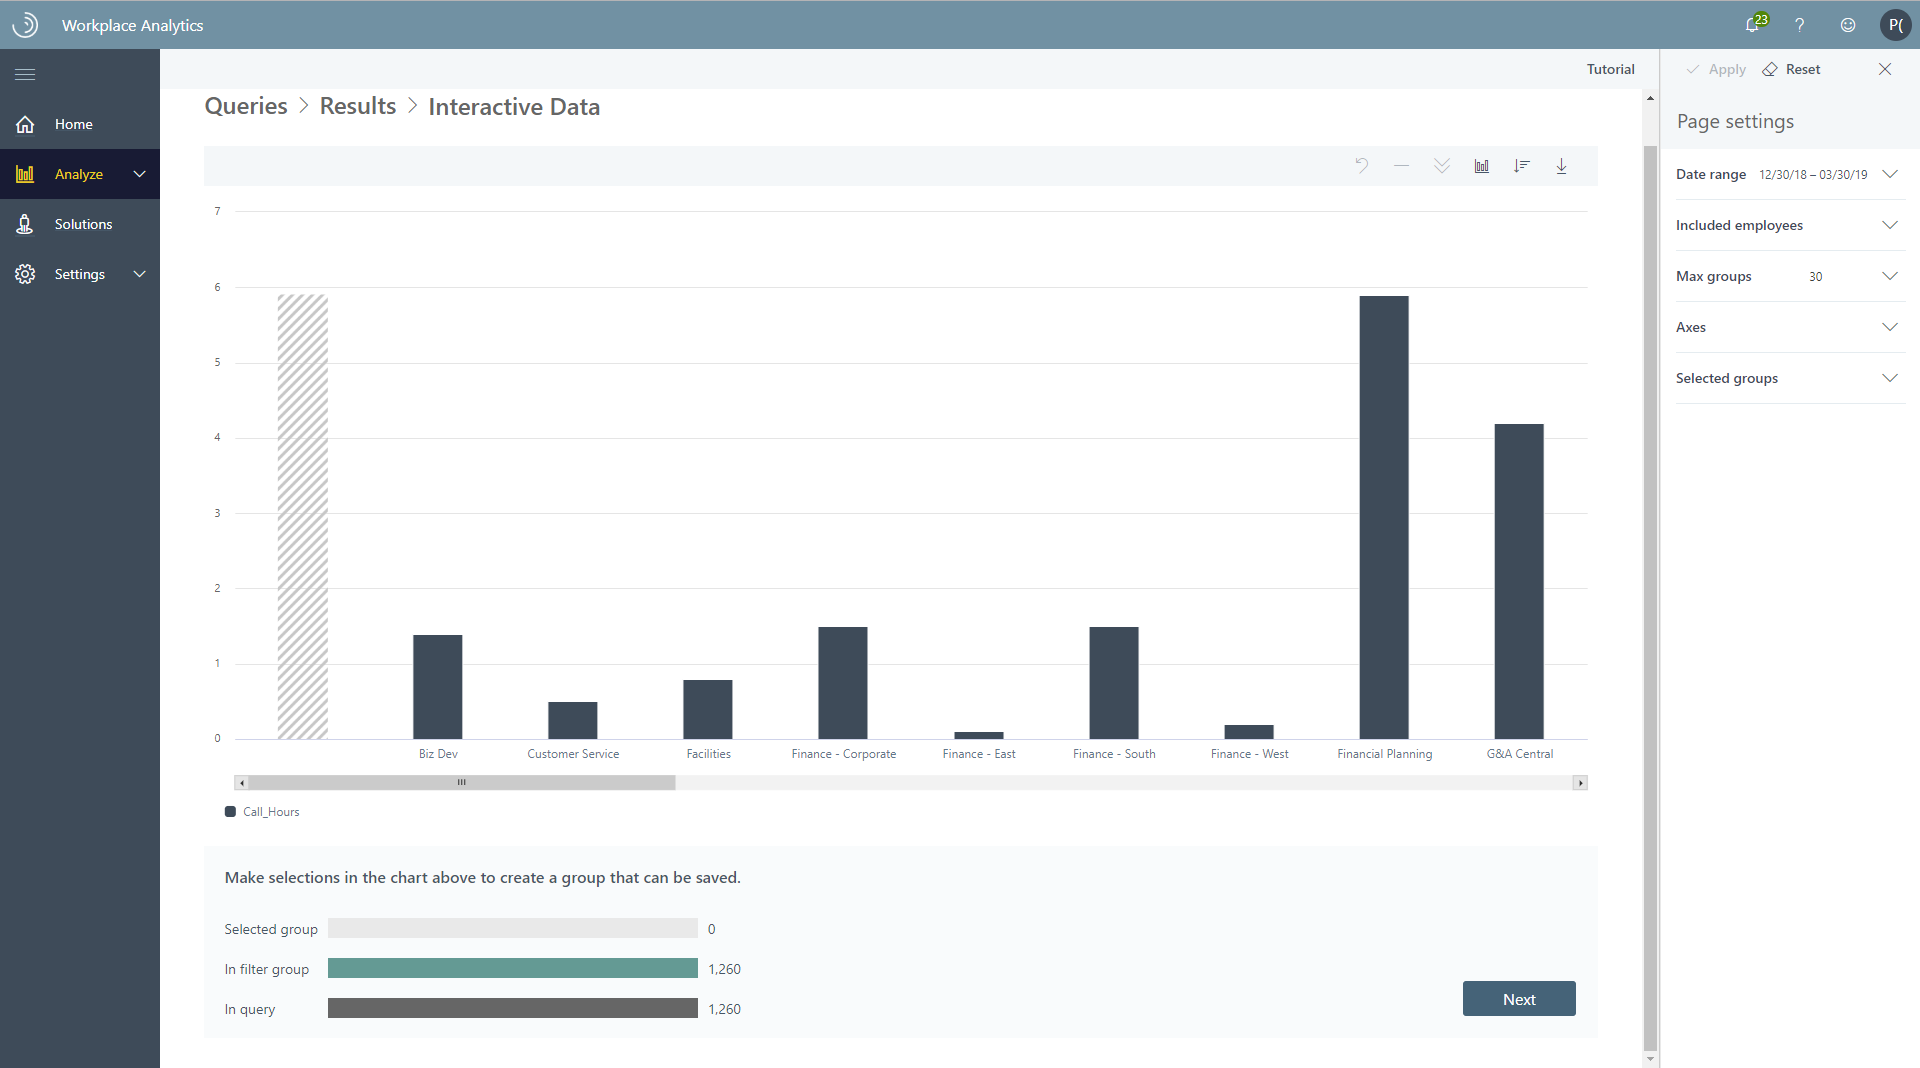 Workplace Analytics
23
?
P(
Tutorial
Apply
Reset
Home
Analyze
Solutions
Settings
Queries > Results > Interactive Data
7
6
5
4
3
2
1
0
Biz Dev
Customer Service
Facilities
Finance - Corporate
Finance - East
Finance - South
Finance - West
Financial Planning
G&A Central
Call_Hours
Make selections in the chart above to create a group that can be saved.
Selected group 0
In filter group 1,260
In query 1,260
Next
Page settings
Date range 12/30/18 – 03/30/19
Included employees
Max groups 30
Axes
Selected groups